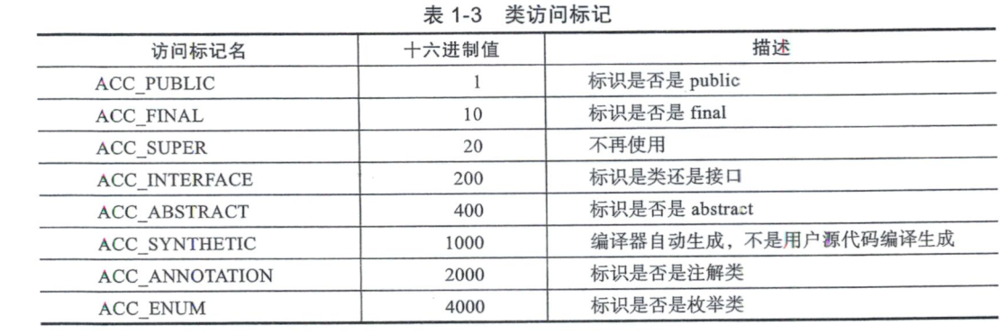 表 1-3 类访问标记
访问标记名 十六进制值 描述
ACC_PUBLIC 1 标识是否是 public
ACC_FINAL 10 标识是否是 final
ACC_SUPER 20 不再使用
ACC_INTERFACE 200 标识是类还是接口
ACC_ABSTRACT 400 标识是否是 abstract
ACC_SYNTHETIC 1000 编译器自动生成，不是用户源代码编译生成
ACC_ANNOTATION 2000 标识是否是注解类
ACC_ENUM 4000 标识是否是枚举类